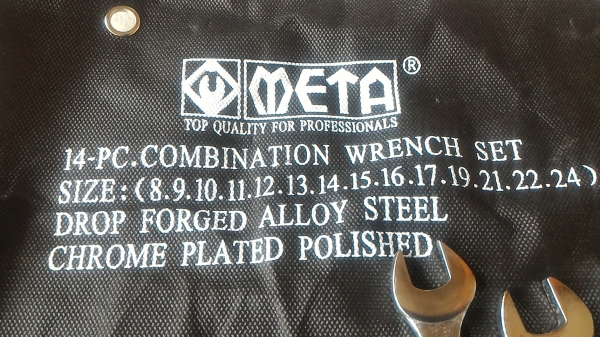 META®
TOP QUALITY FOR PROFESSIONALS
14-PC.COMBINATION WRENCH SET
SIZE:(8.9.10.11.12.13.14.15.16.17.19.21.22.24)
DROP FORGED ALLOY STEEL
CHROME PLATED POLISHED